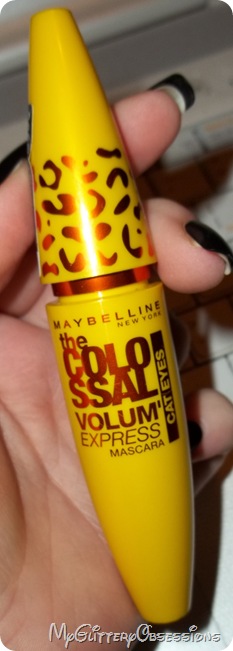 MAYBELLINE
NEW YORK
the
COLO
SSAL
VOLUM'
EXPRESS
MASCARA
CAT EYES
MyGlitteryObsessions